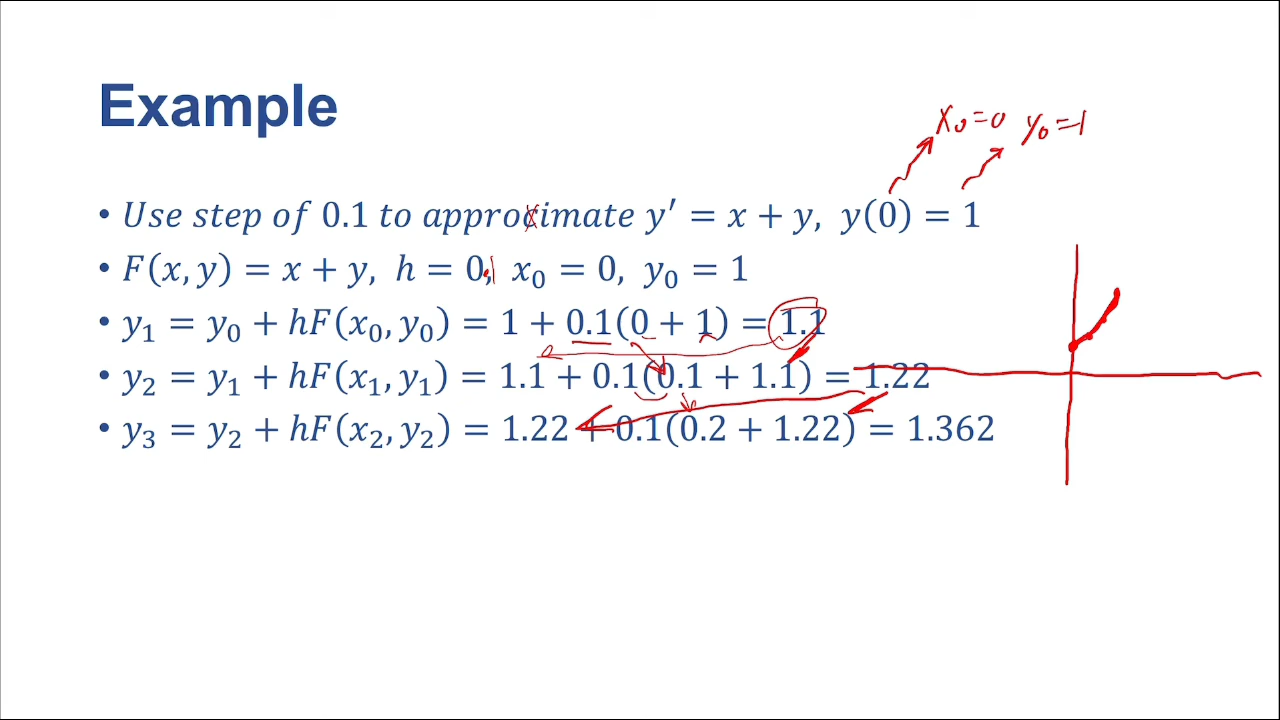 Example
x₀=0 y₀=1
• Use step of 0.1 to approximate y′ = x + y, y(0) = 1
• F(x, y) = x + y, h = 0.1, x₀ = 0, y₀ = 1
• y₁ = y₀ + hF(x₀, y₀) = 1 + 0.1(0 + 1) = 1.1
• y₂ = y₁ + hF(x₁, y₁) = 1.1 + 0.1(0.1 + 1.1) = 1.22
• y₃ = y₂ + hF(x₂, y₂) = 1.22 + 0.1(0.2 + 1.22) = 1.362